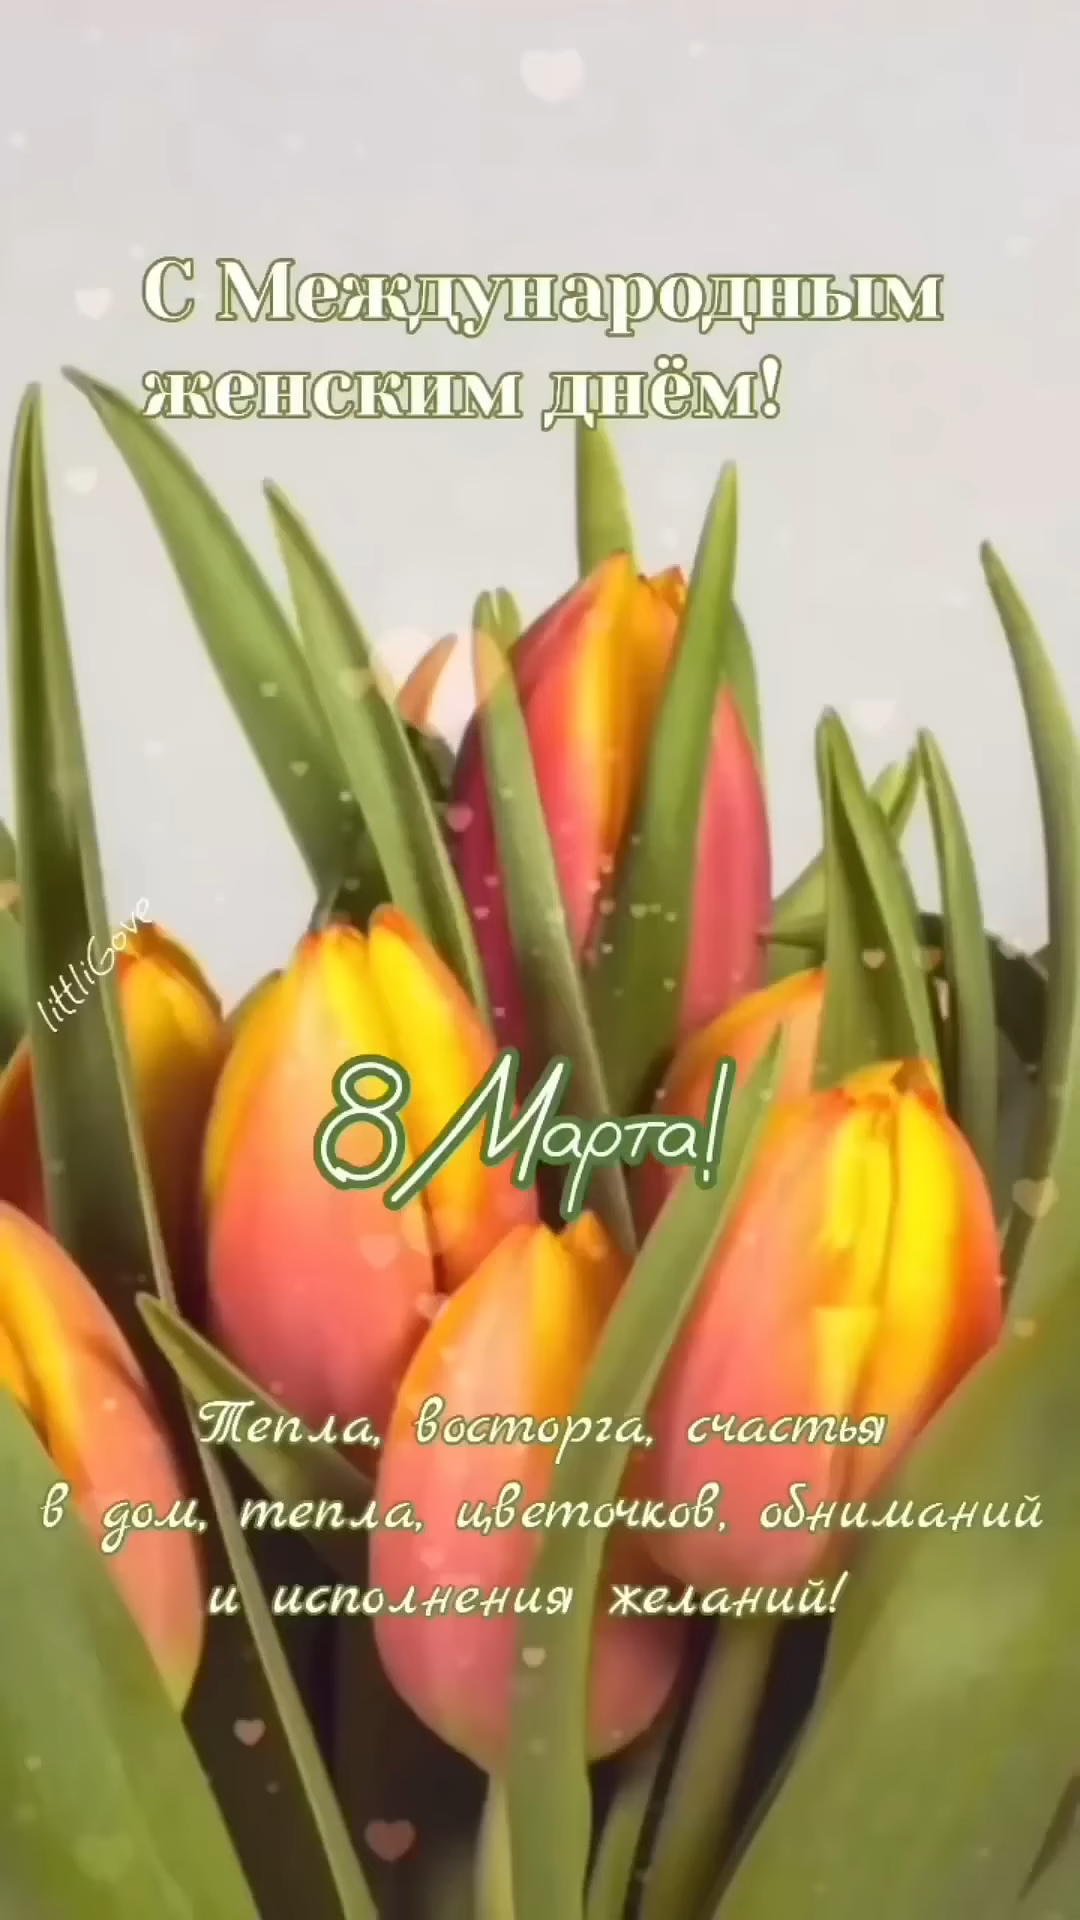 С Международным
женским днём!
littliGove
8 Марта!
Тепла, восторга, счастья
в дом, тепла, цветочков, обниманий
и исполнения желаний!